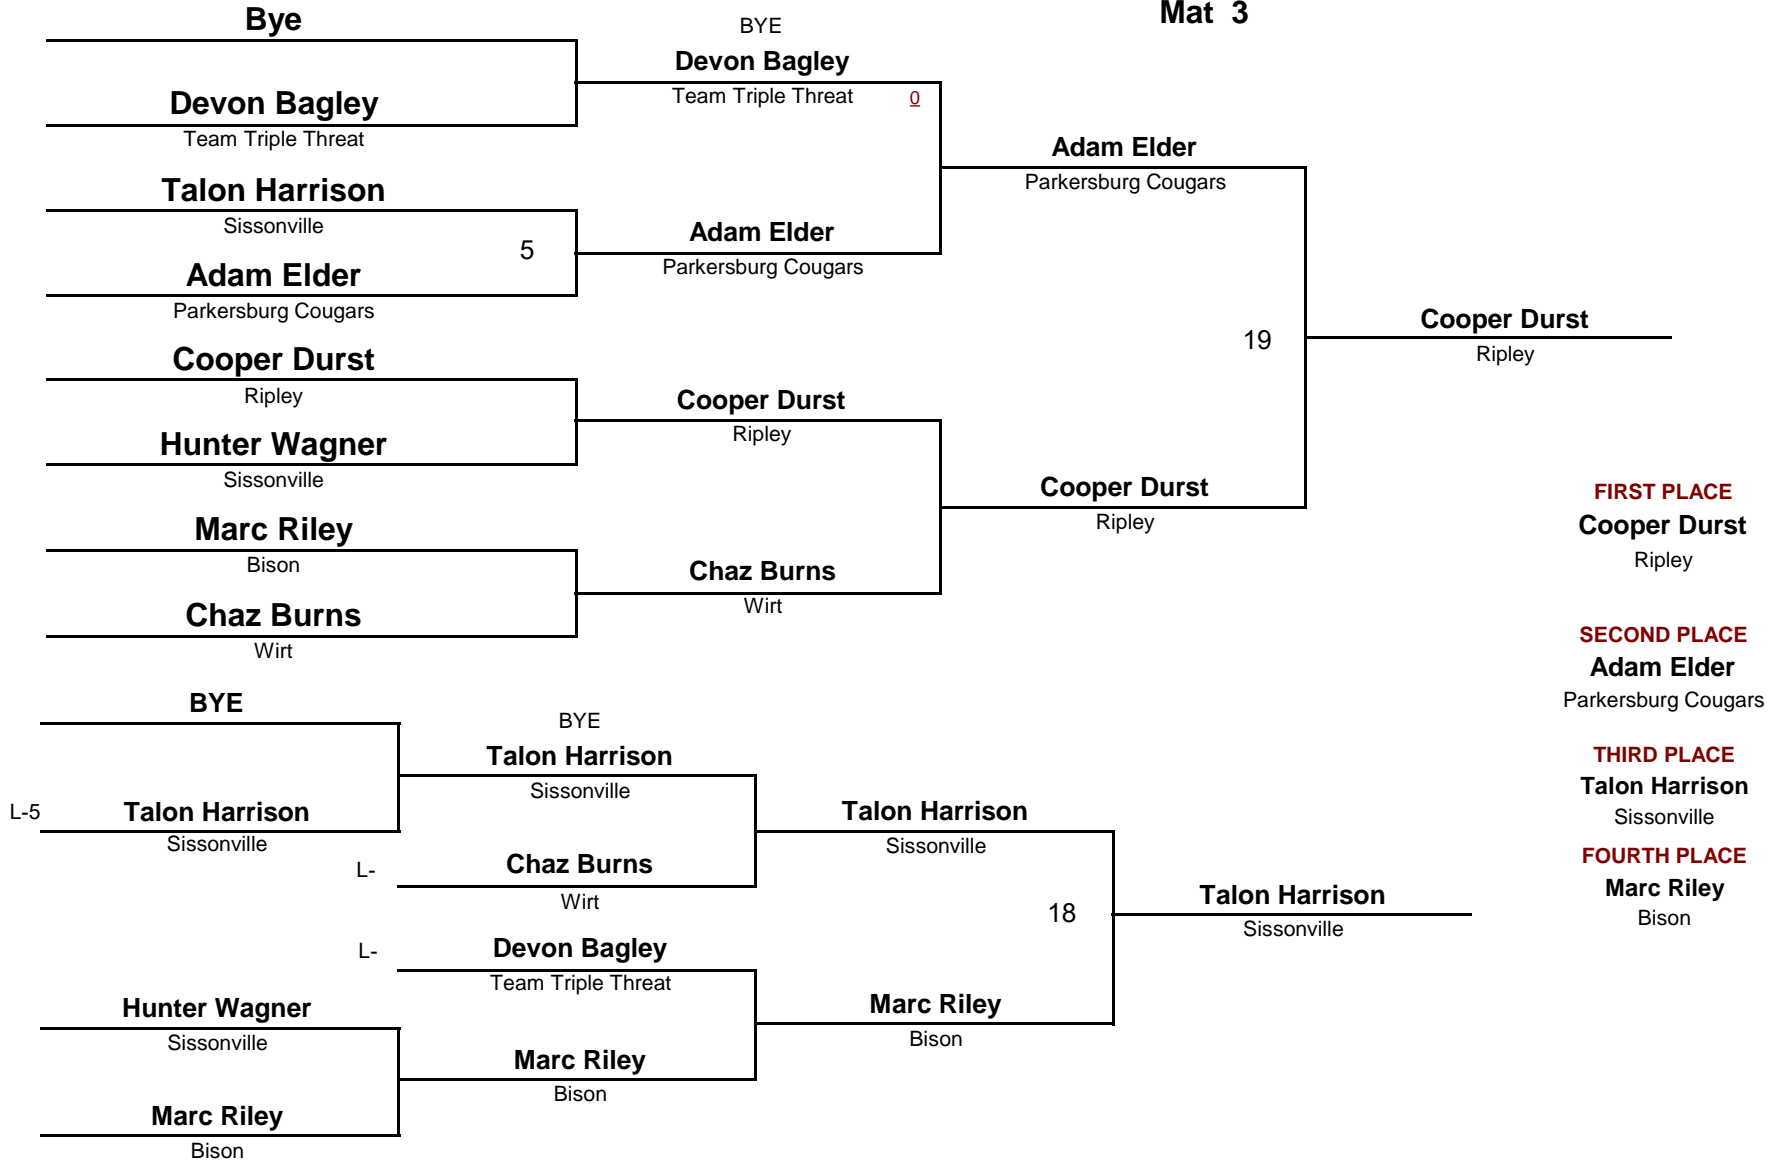 Mat 3
Bye
Devon Bagley
Team Triple Threat
Talon Harrison
Sissonville
5
Adam Elder
Parkersburg Cougars
Cooper Durst
Ripley
Hunter Wagner
Sissonville
Marc Riley
Bison
Chaz Burns
Wirt
BYE
Devon Bagley
Team Triple Threat
0
Adam Elder
Parkersburg Cougars
Cooper Durst
Ripley
Chaz Burns
Wirt
Adam Elder
Parkersburg Cougars
19
Cooper Durst
Ripley
Cooper Durst
Ripley
FIRST PLACE
Cooper Durst
Ripley
SECOND PLACE
Adam Elder
Parkersburg Cougars
THIRD PLACE
Talon Harrison
Sissonville
FOURTH PLACE
Marc Riley
Bison
BYE
L-5
Talon Harrison
Sissonville
Hunter Wagner
Sissonville
Marc Riley
Bison
BYE
Talon Harrison
Sissonville
L-
Chaz Burns
Wirt
L-
Devon Bagley
Team Triple Threat
Marc Riley
Bison
Talon Harrison
Sissonville
18
Marc Riley
Bison
Talon Harrison
Sissonville